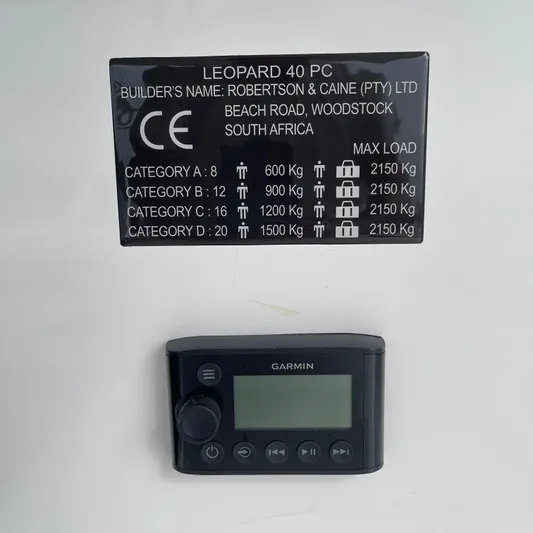 LEOPARD 40 PC
BUILDER'S NAME: ROBERTSON & CAINE (PTY) LTD
BEACH ROAD, WOODSTOCK
CE
SOUTH AFRICA
MAX LOAD
CATEGORY A : 8 600 Kg 2150 Kg
CATEGORY B : 12 900 Kg 2150 Kg
CATEGORY C : 16 1200 Kg 2150 Kg
CATEGORY D : 20 1500 Kg 2150 Kg
GARMIN